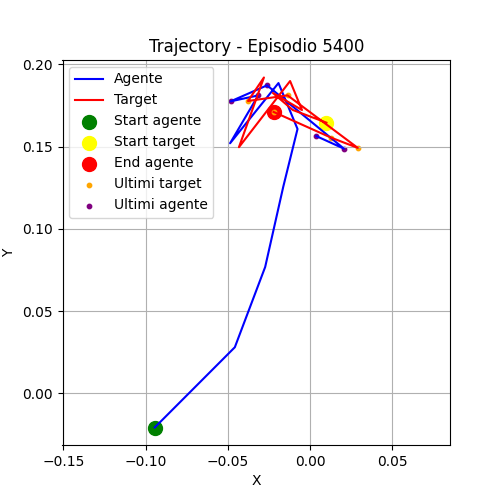 Trajectory - Episodio 5400
0.20
0.15
0.10
0.05
0.00
Y
Agente
Target
Start agente
Start target
End agente
Ultimi target
Ultimi agente
−0.15
−0.10
−0.05
0.00
0.05
X